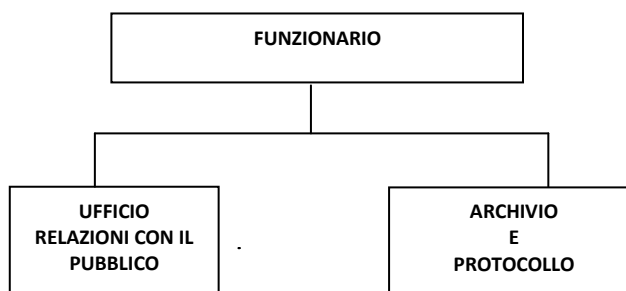 FUNZIONARIO
UFFICIO
RELAZIONI CON IL
PUBBLICO
.
ARCHIVIO
E
PROTOCOLLO